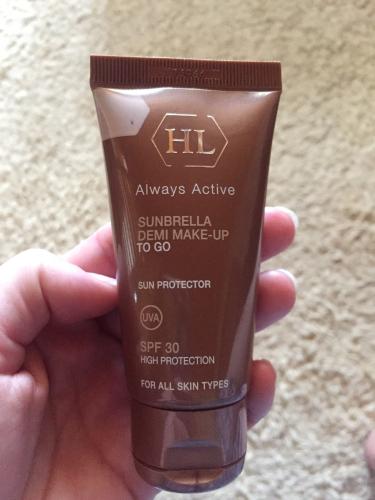 HL
Always Active
SUNBRELLA
DEMI MAKE-UP
TO GO
SUN PROTECTOR
UVA
SPF 30
HIGH PROTECTION
FOR ALL SKIN TYPES